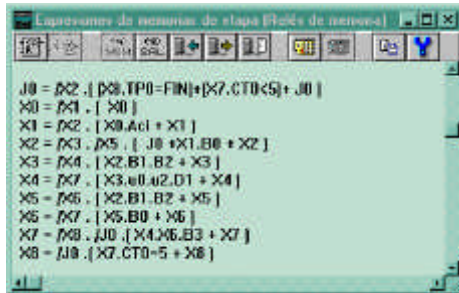 Expresiones de memorias de etapa (Relés de memoria)
J0 = /X2 .( [X8.TP0=FIN]+[X7.CT0<5]+ J0 )
X0 = /X1 . ( X0 )
X1 = /X2 . ( X0.Aci + X1 )
X2 = /X3 . /X5 . ( J0 +X1.B0 + X2 )
X3 = /X4 . ( X2.B1.B2 + X3 )
X4 = /X7 . ( X3.u0.u2.D1 + X4 )
X5 = /X6 . ( X2.B1.B2 + X5 )
X6 = /X7 . ( X5.B0 + X6 )
X7 = /X8 . /J0 .( X4.X6.B3 + X7 )
X8 = /J0 .( X7.CT0=5 + X8 )